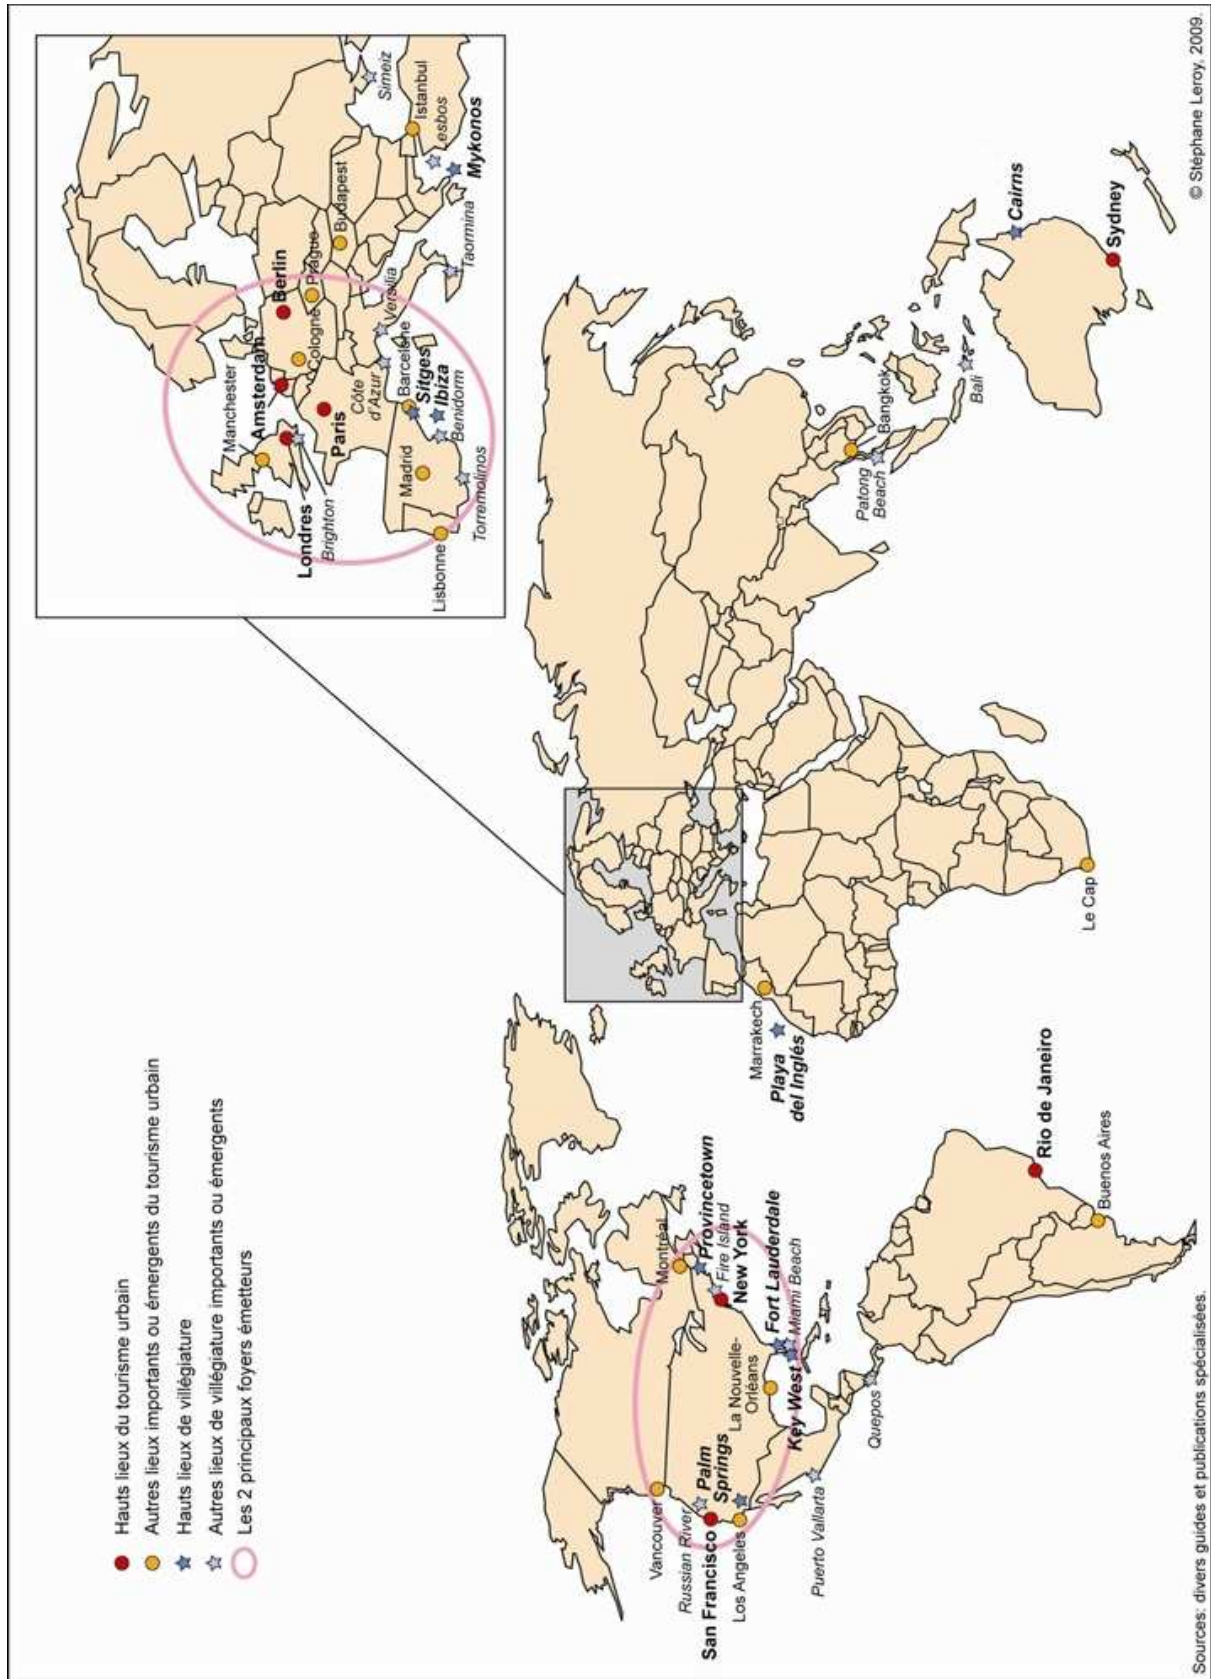 Hauts lieux du tourisme urbain
Autres lieux importants ou émergents du tourisme urbain
Hauts lieux de villégiature
Autres lieux de villégiature importants ou émergents
Les 2 principaux foyers émetteurs
Manchester
Amsterdam
Berlin
Londres
Brighton
Cologne
Prague
Budapest
Paris
Côte
d'Azur
Versilia
Simeiz
Istanbul
esbos
Mykonos
Taormina
Madrid
Barcelone
Sitges
Ibiza
Benidorm
Torremolinos
Lisbonne
Vancouver
Russian River
San Francisco
Los Angeles
Palm
Springs
Montréal
Provincetown
Fire Island
New York
Fort Lauderdale
Miami Beach
Key West
La Nouvelle-
Orléans
Puerto Vallarta
Quepos
Rio de Janeiro
Buenos Aires
Marrakech
Playa
del Inglés
Le Cap
Patong
Beach
Bangkok
Bali
Cairns
Sydney
Sources: divers guides et publications spécialisées.
© Stéphane Leroy, 2009.